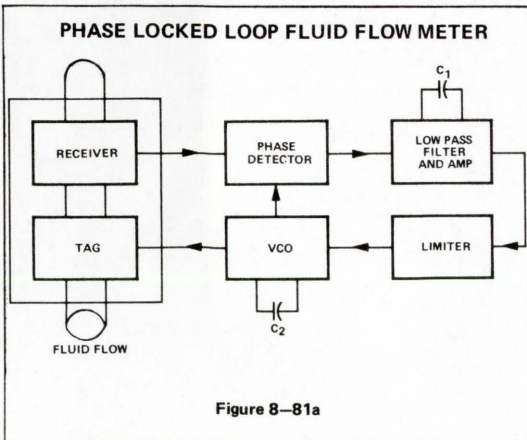 PHASE LOCKED LOOP FLUID FLOW METER
C1
RECEIVER
PHASE
DETECTOR
LOW PASS
FILTER
AND AMP
TAG
VCO
LIMITER
C2
FLUID FLOW
Figure 8–81a